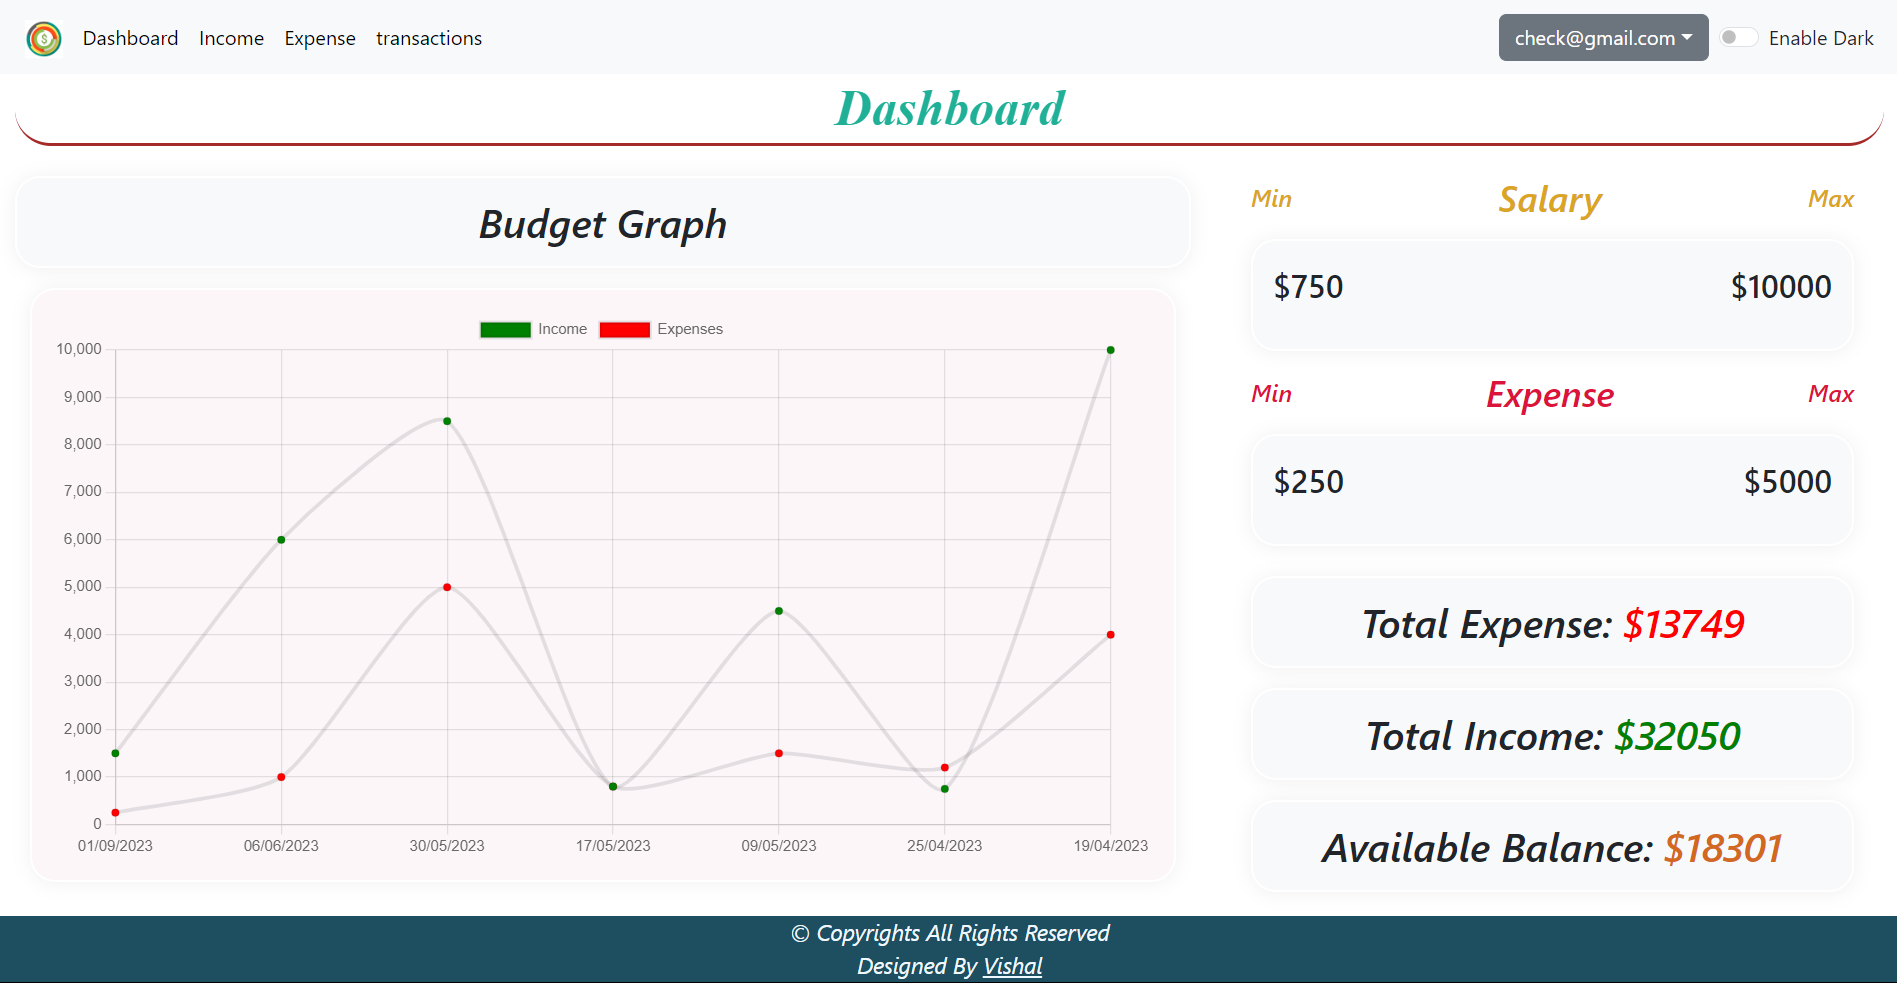 Dashboard Income Expense transactions check@gmail.com Enable Dark
Dashboard
Budget Graph
Income Expenses
10,000
9,000
8,000
7,000
6,000
5,000
4,000
3,000
2,000
1,000
0
01/09/2023 06/06/2023 30/05/2023 17/05/2023 09/05/2023 25/04/2023 19/04/2023
Min Salary Max
$750 $10000
Min Expense Max
$250 $5000
Total Expense: $13749
Total Income: $32050
Available Balance: $18301
© Copyrights All Rights Reserved
Designed By Vishal